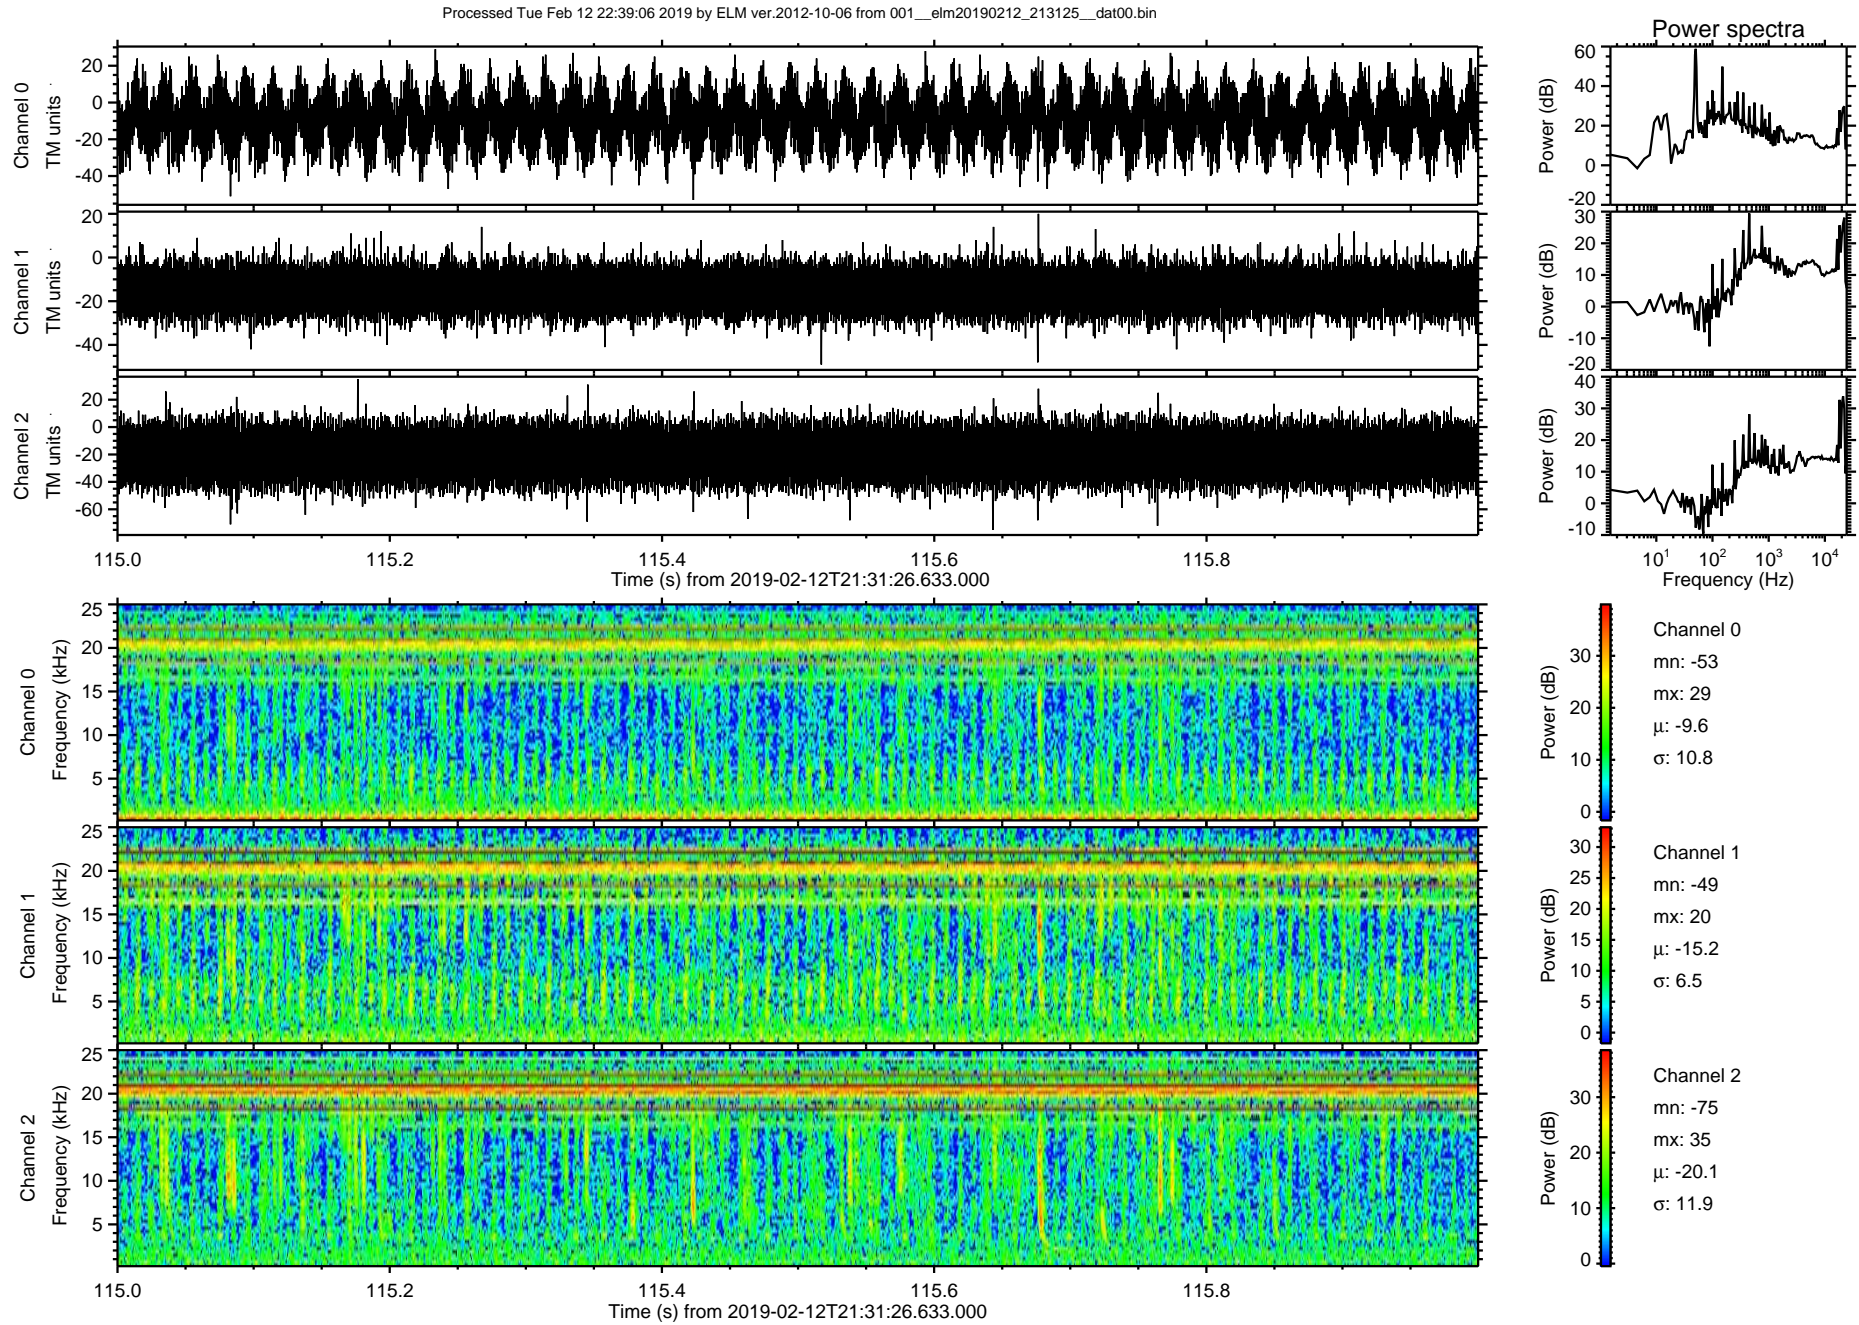 Processed Tue Feb 12 22:39:06 2019 by ELM ver.2012-10-06 from 001__elm20190212_213125__dat00.bin
Power spectra
Channel 0
TM units
20
0
-20
-40
Power (dB)
60
40
20
0
-20
Channel 1
TM units
20
0
-20
-40
Power (dB)
30
20
10
0
-10
-20
Channel 2
TM units
20
0
-20
-40
-60
Power (dB)
40
30
20
10
0
-10
115.0 115.2 115.4 115.6 115.8
Time (s) from 2019-02-12T21:31:26.633.000
10¹ 10² 10³ 10⁴
Frequency (Hz)
Channel 0
Frequency (kHz)
25
20
15
10
5
Power (dB)
30
20
10
0
Channel 0
mn: -53
mx: 29
μ: -9.6
σ: 10.8
Channel 1
Frequency (kHz)
25
20
15
10
5
Power (dB)
30
25
20
15
10
5
0
Channel 1
mn: -49
mx: 20
μ: -15.2
σ: 6.5
Channel 2
Frequency (kHz)
25
20
15
10
5
Power (dB)
30
20
10
0
Channel 2
mn: -75
mx: 35
μ: -20.1
σ: 11.9
115.0 115.2 115.4 115.6 115.8
Time (s) from 2019-02-12T21:31:26.633.000